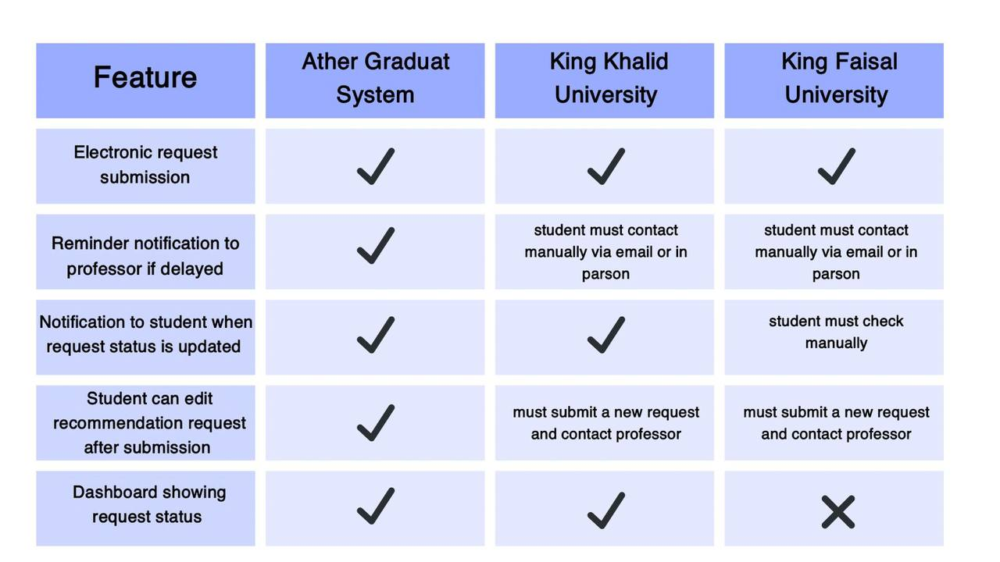 Feature
Ather Graduat
System
King Khalid
University
King Faisal
University
Electronic request
submission
Reminder notification to
professor if delayed
student must contact
manually via email or in
parson
student must contact
manually via email or in
parson
Notification to student when
request status is updated
student must check
manually
Student can edit
recommendation request
after submission
must submit a new request
and contact professor
must submit a new request
and contact professor
Dashboard showing
request status